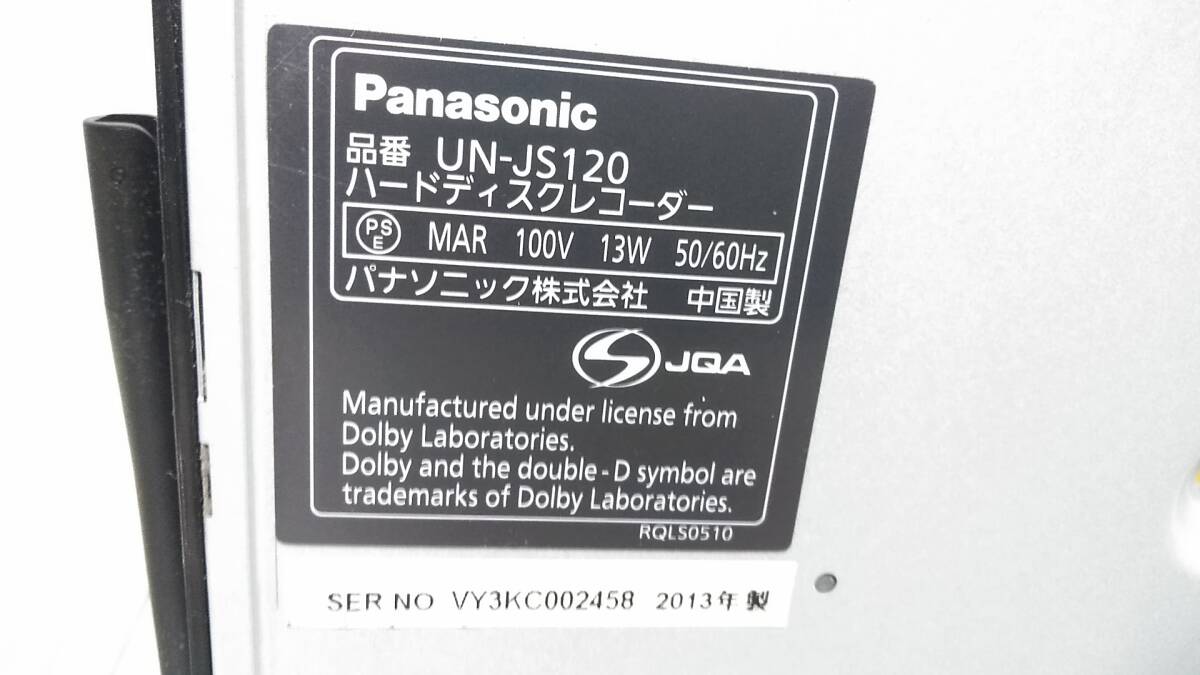 Panasonic
品番 UN-JS120
ハードディスクレコーダー
PS E MAR 100V 13W 50/60Hz
パナソニック株式会社 中国製
JQA
Manufactured under license from
Dolby Laboratories.
Dolby and the double-D symbol are
trademarks of Dolby Laboratories.
RQLS0510
SER NO VY3KC002458 2013年製